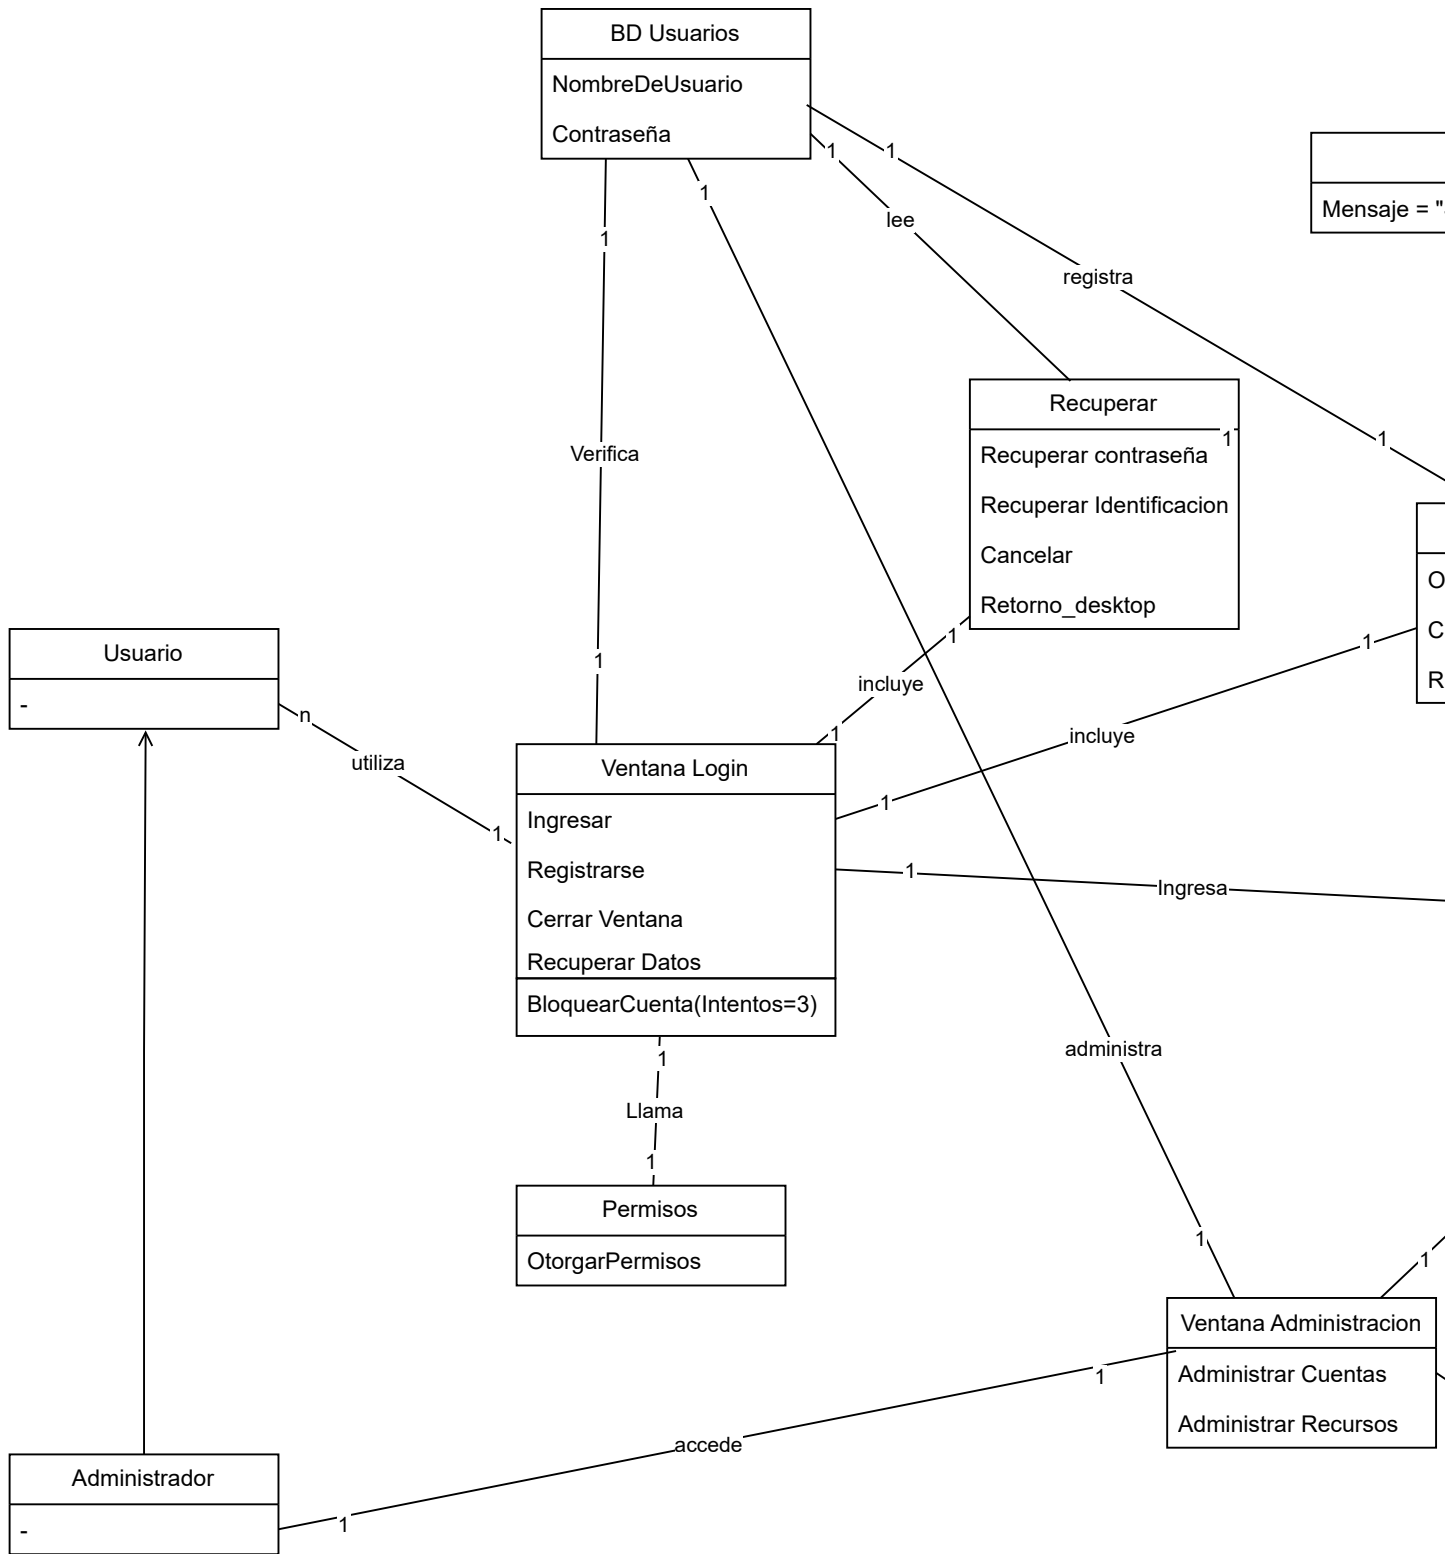 BD Usuarios
NombreDeUsuario
Contraseña
1
1
1
1
lee
registra
Mensaje = "
Verifica
Recuperar
1
Recuperar contraseña
Recuperar Identificacion
Cancelar
Retorno_desktop
1
O
C
R
1
1
1
incluye
1
incluye
1
Usuario
-
n
utiliza
1
Ventana Login
Ingresar
Registrarse
Cerrar Ventana
Recuperar Datos
BloquearCuenta(Intentos=3)
1
Ingresa
administra
1
Llama
1
Permisos
OtorgarPermisos
1
1
Ventana Administracion
Administrar Cuentas
Administrar Recursos
1
accede
1
Administrador
-